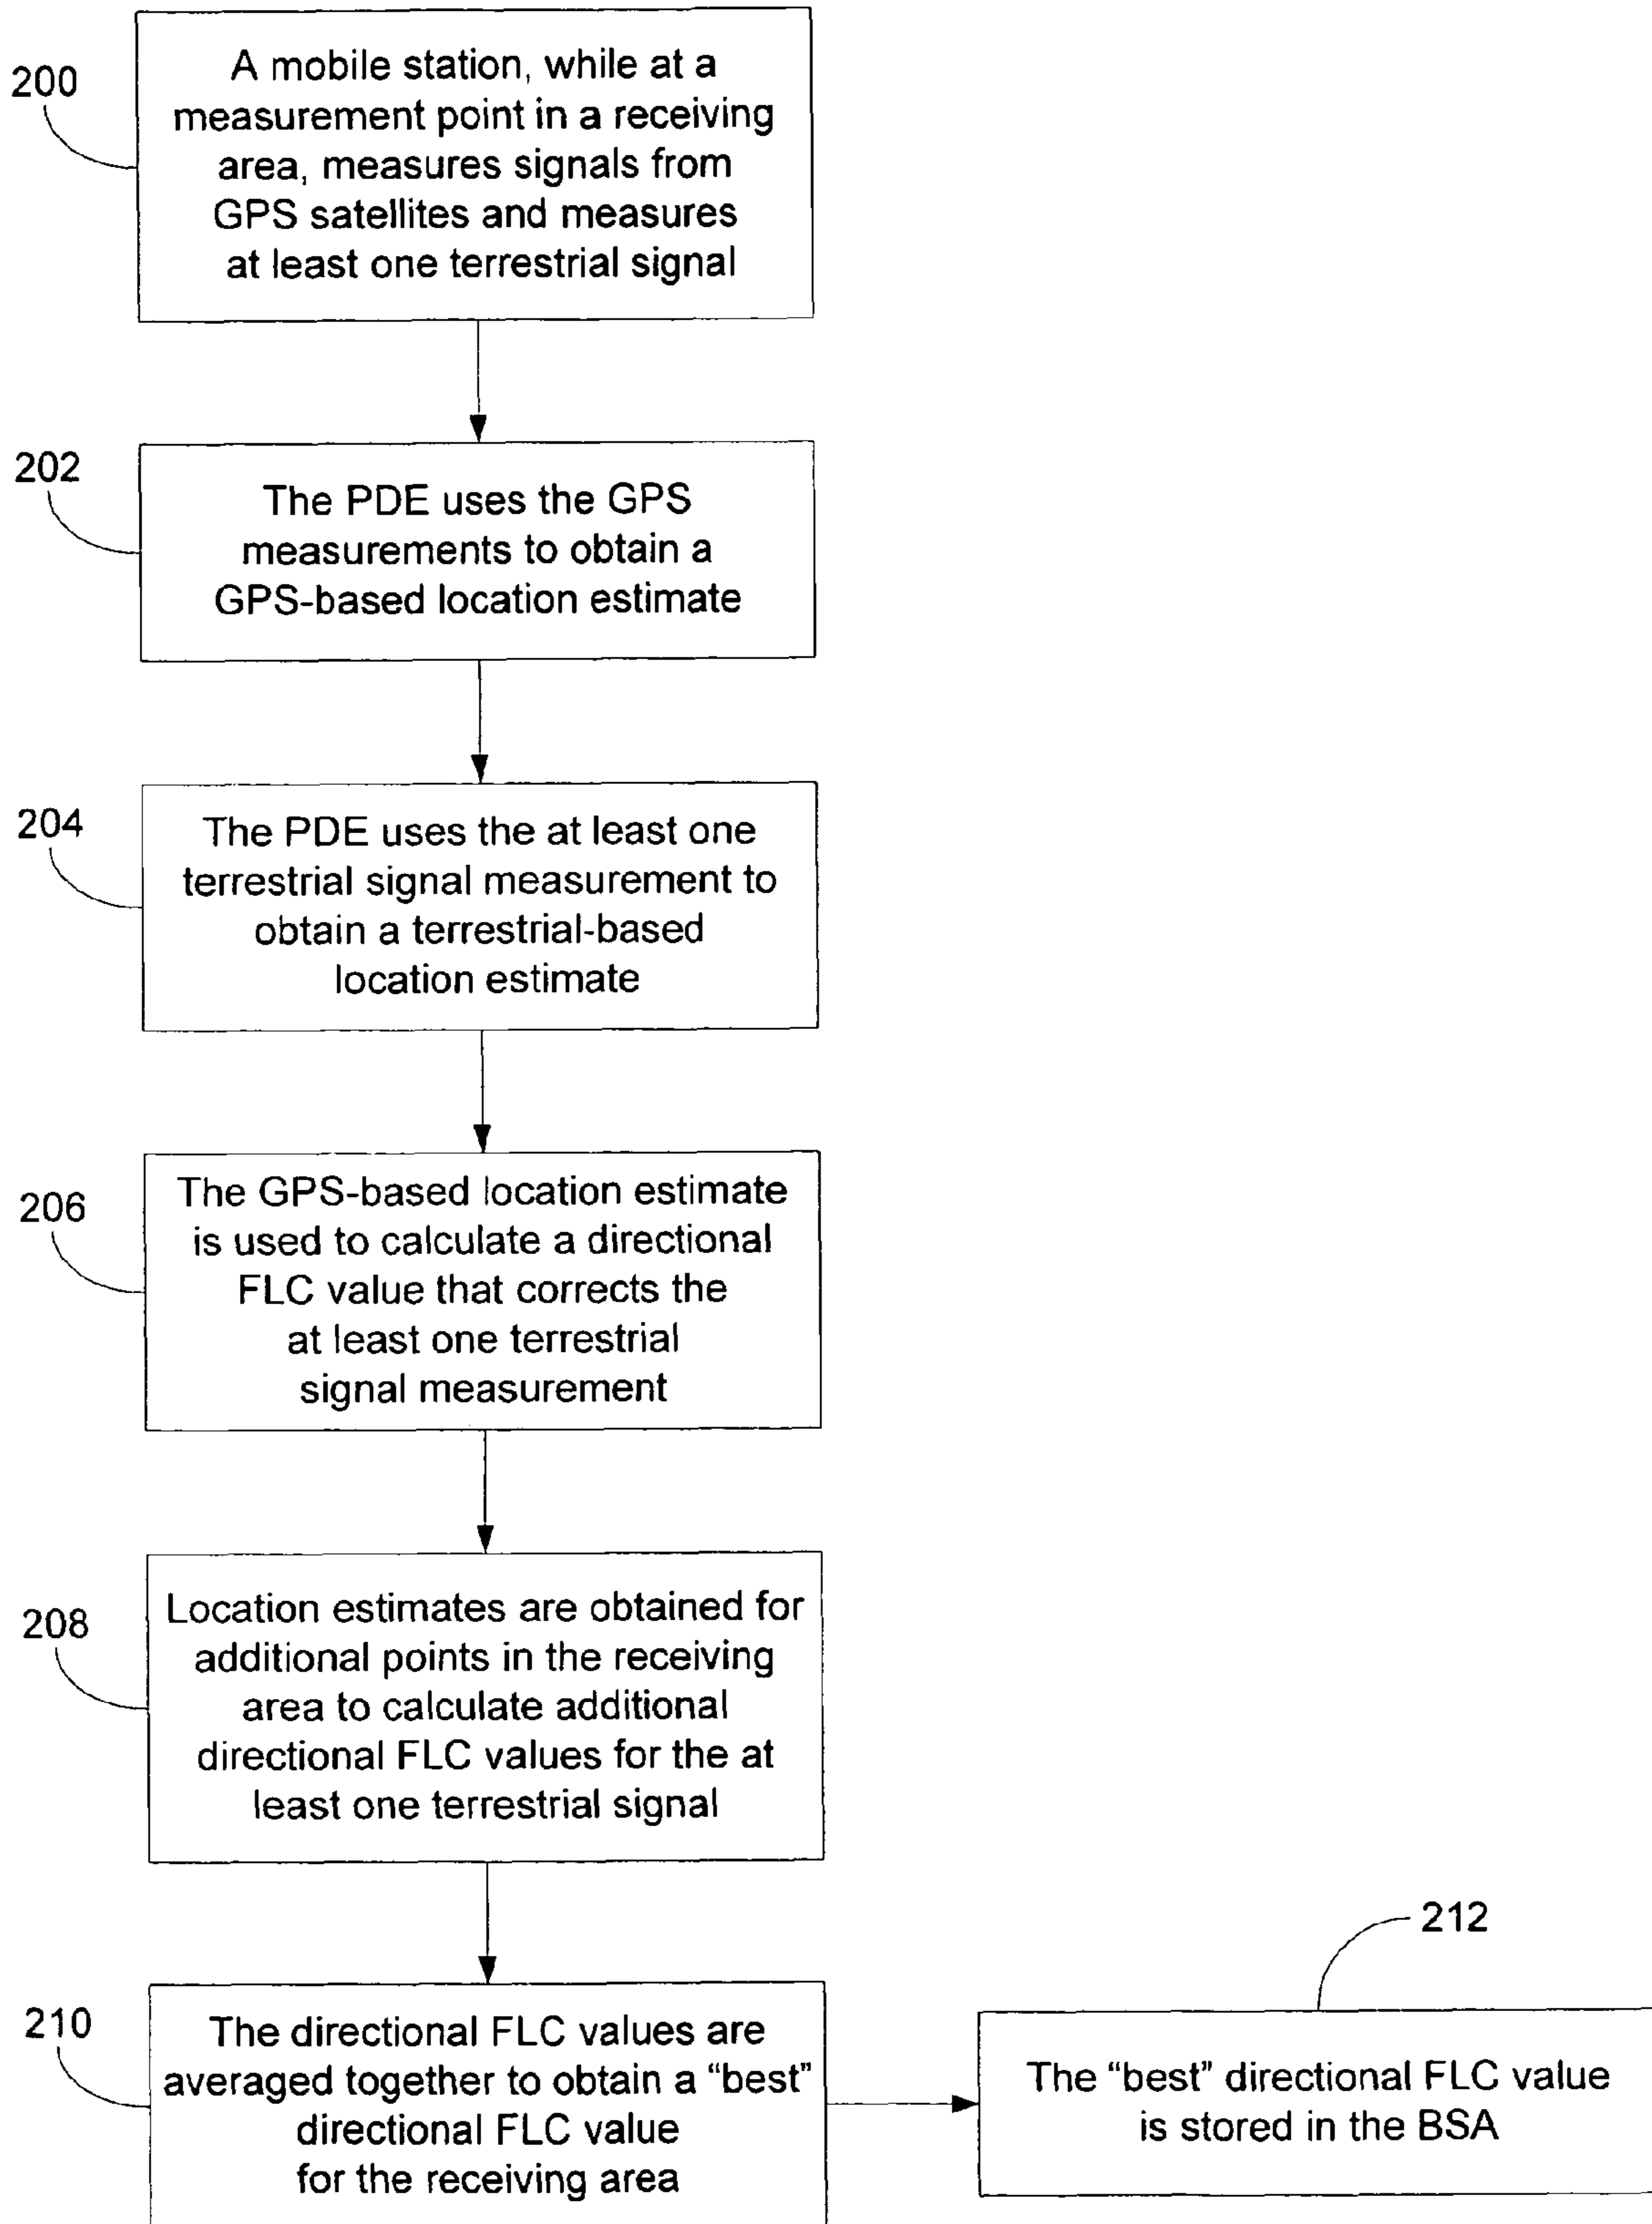 200
A mobile station, while at a
measurement point in a receiving
area, measures signals from
GPS satellites and measures
at least one terrestrial signal
202
The PDE uses the GPS
measurements to obtain a
GPS-based location estimate
204
The PDE uses the at least one
terrestrial signal measurement to
obtain a terrestrial-based
location estimate
206
The GPS-based location estimate
is used to calculate a directional
FLC value that corrects the
at least one terrestrial
signal measurement
208
Location estimates are obtained for
additional points in the receiving
area to calculate additional
directional FLC values for the at
least one terrestrial signal
210
The directional FLC values are
averaged together to obtain a “best”
directional FLC value
for the receiving area
212
The “best” directional FLC value
is stored in the BSA